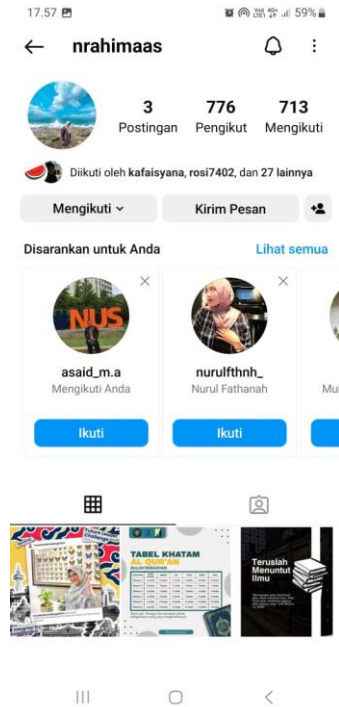 17.57
59%
nrahimaas
3 776 713
Postingan Pengikut Mengikuti
Diikuti oleh kafaisyana, rosi7402, dan 27 lainnya
Mengikuti
Kirim Pesan
Disarankan untuk Anda Lihat semua
NUS
asaid_m.a
Mengikuti Anda
Ikuti
nurulfthnh_
Nurul Fathanah
Ikuti
TABEL KHATAM
AL QUR'AN
Teruslah
Menuntut
Ilmu